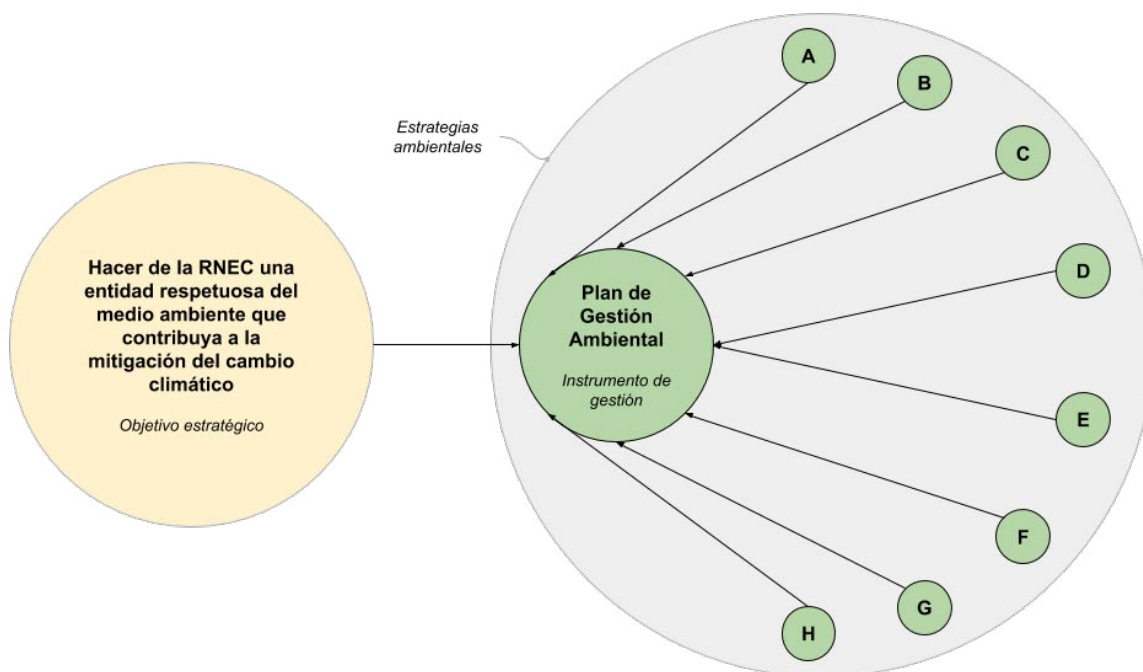 Hacer de la RNEC una
entidad respetuosa del
medio ambiente que
contribuya a la
mitigación del cambio
climático
Objetivo estratégico
Estrategias
ambientales
Plan de
Gestión
Ambiental
Instrumento de
gestión
A
B
C
D
E
F
G
H